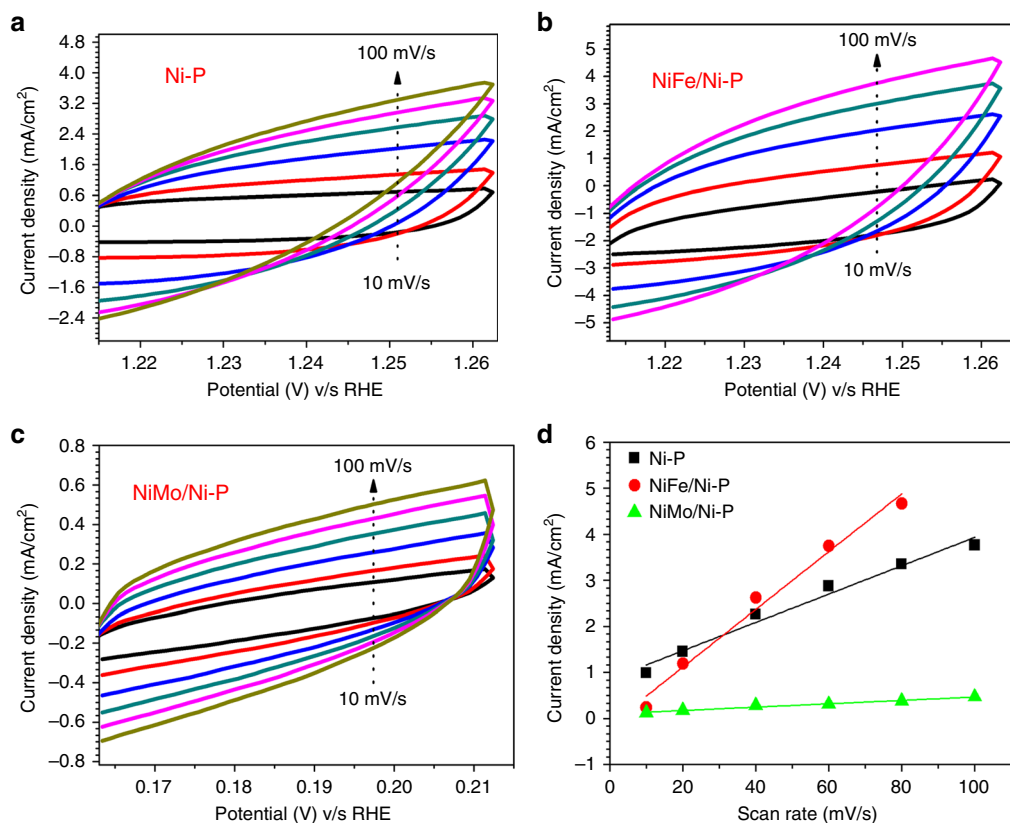 a
4.8
4.0
3.2
2.4
1.6
0.6
0.0
–0.8
–1.6
–2.4
Current density (mA/cm²)
Ni-P
100 mV/s
10 mV/s
1.22
1.23
1.24
1.25
1.26
Potential (V) v/s RHE
b
5
4
3
2
1
0
–1
–2
–3
–4
–5
Current density (mA/cm²)
NiFe/Ni-P
100 mV/s
10 mV/s
1.22
1.23
1.24
1.25
1.26
Potential (V) v/s RHE
c
0.8
0.6
0.4
0.2
0.0
–0.2
–0.4
–0.6
–0.8
Current density (mA/cm²)
NiMo/Ni-P
100 mV/s
10 mV/s
0.17
0.18
0.19
0.20
0.21
Potential (V) v/s RHE
d
6
5
4
3
2
1
0
–1
Current density (mA/cm²)
Ni-P
NiFe/Ni-P
NiMo/Ni-P
20
40
60
80
100
Scan rate (mV/s)